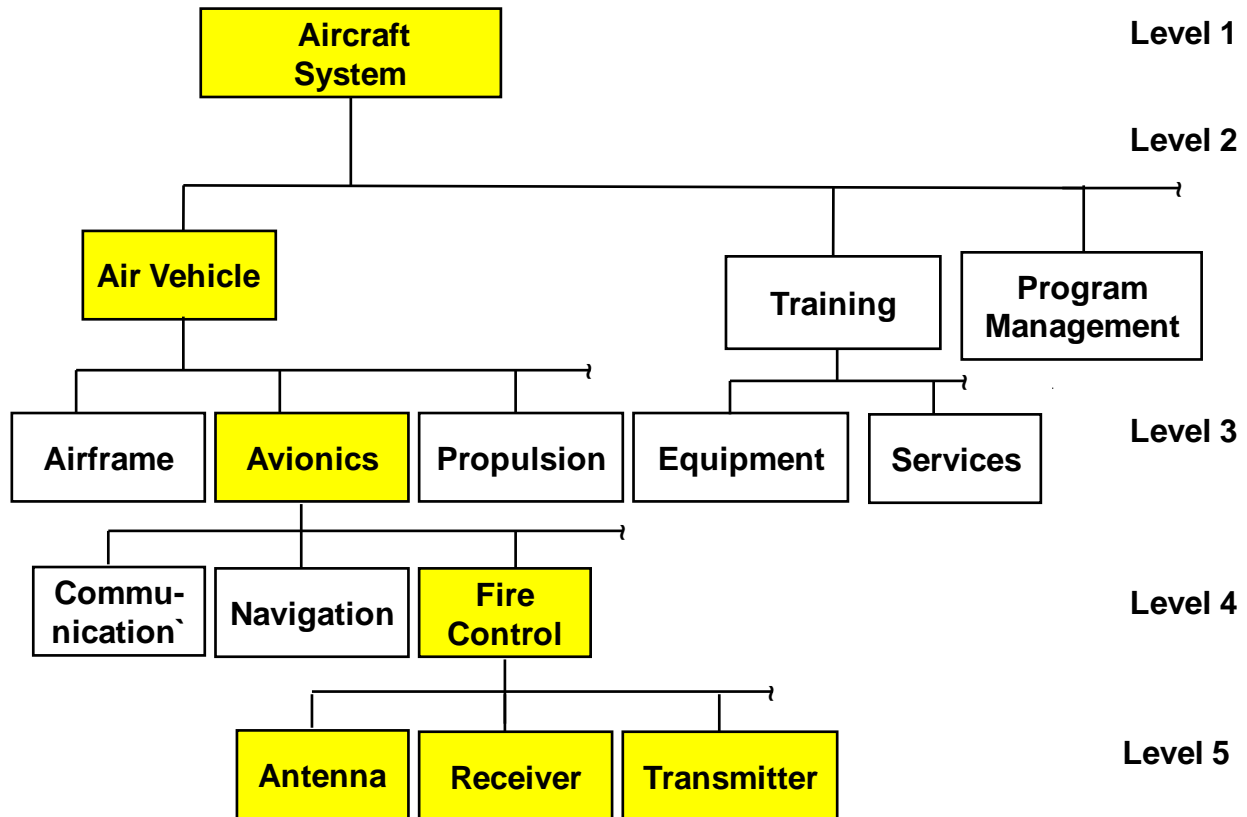 Aircraft
System
Level 1
Level 2
Air Vehicle
Training
Program
Management
Airframe
Avionics
Propulsion
Equipment
Services
Level 3
Commu-
nication`
Navigation
Fire
Control
Level 4
Antenna
Receiver
Transmitter
Level 5